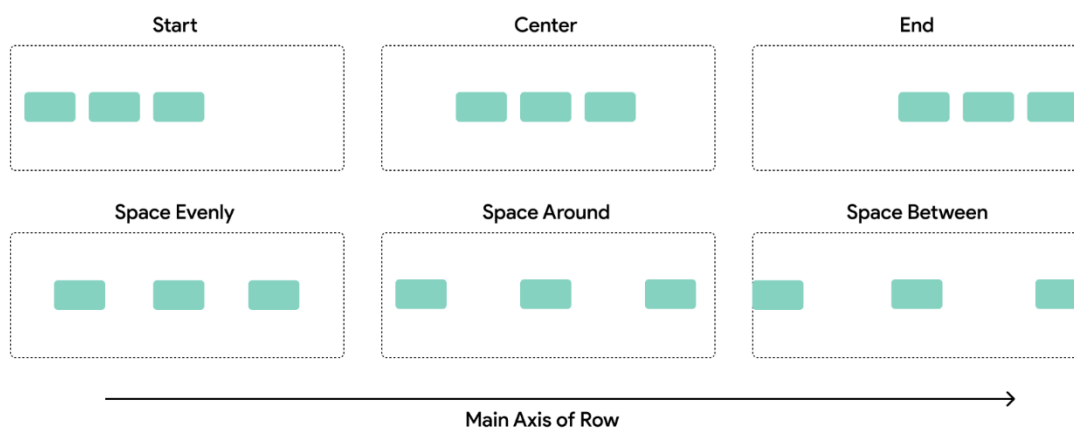 Start
Center
End
Space Evenly
Space Around
Space Between
Main Axis of Row